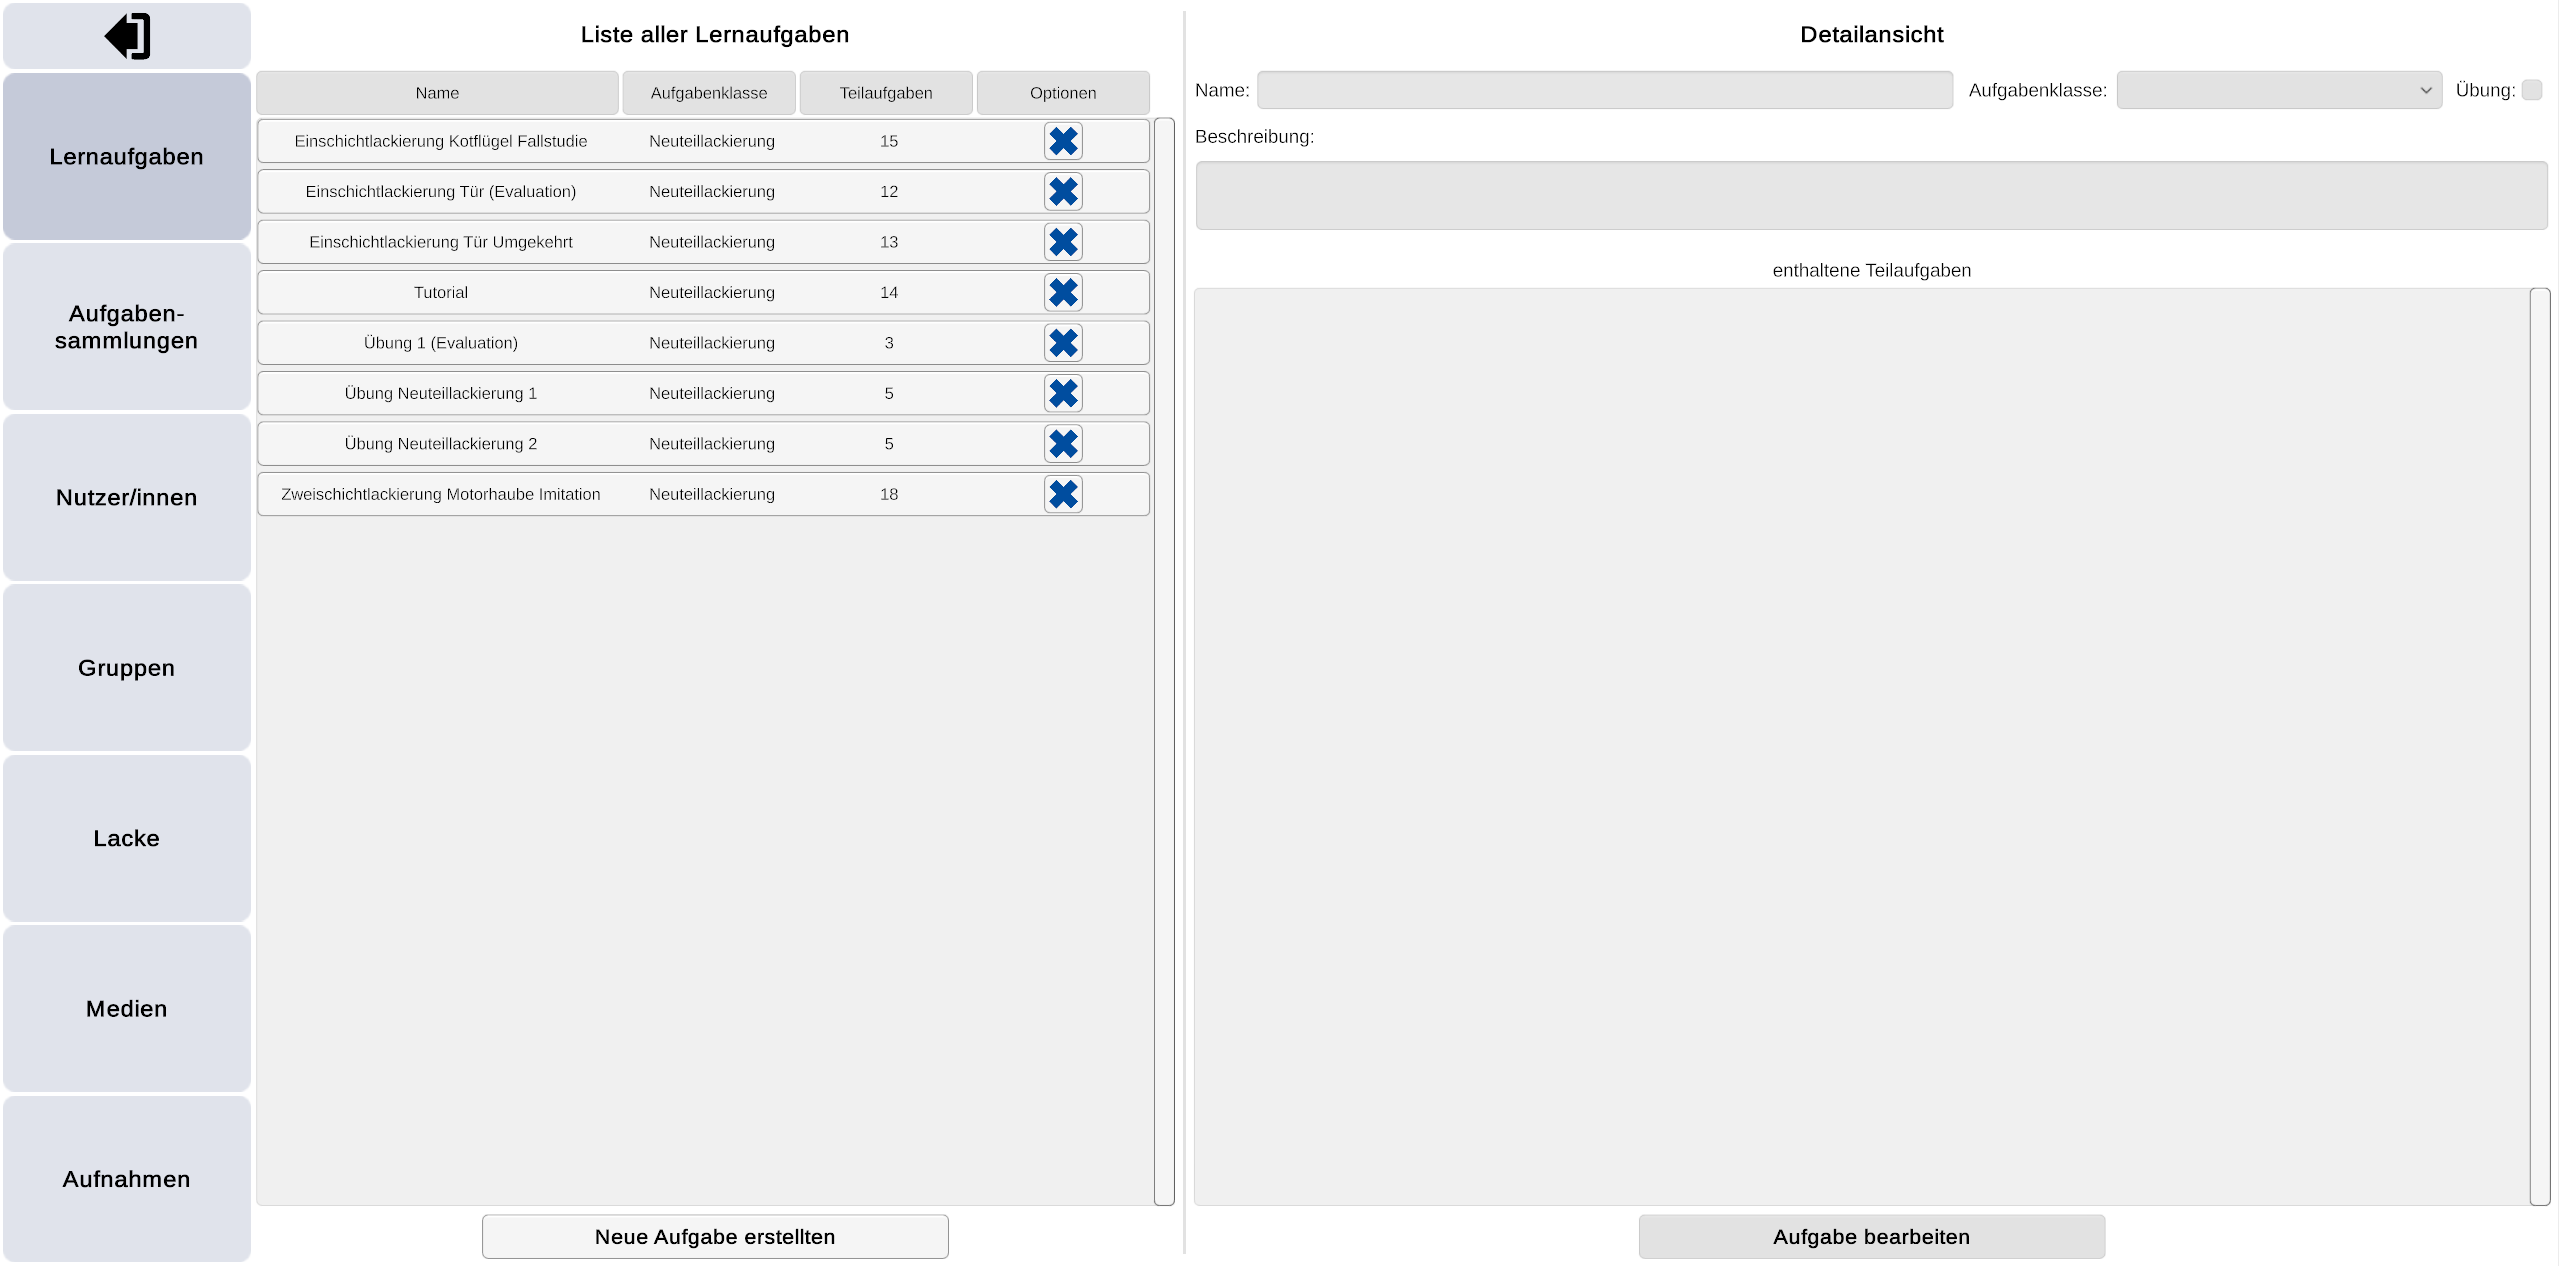 Lernaufgaben
Aufgaben-
sammlungen
Nutzer/innen
Gruppen
Lacke
Medien
Aufnahmen
Liste aller Lernaufgaben
Name Aufgabenklasse Teilaufgaben Optionen
Einschichtlackierung Kotflügel Fallstudie Neuteillackierung 15
Einschichtlackierung Tür (Evaluation) Neuteillackierung 12
Einschichtlackierung Tür Umgekehrt Neuteillackierung 13
Tutorial Neuteillackierung 14
Übung 1 (Evaluation) Neuteillackierung 3
Übung Neuteillackierung 1 Neuteillackierung 5
Übung Neuteillackierung 2 Neuteillackierung 5
Zweischichtlackierung Motorhaube Imitation Neuteillackierung 18
Neue Aufgabe erstellten
Detailansicht
Name: Aufgabenklasse: Übung:
Beschreibung:
enthaltene Teilaufgaben
Aufgabe bearbeiten